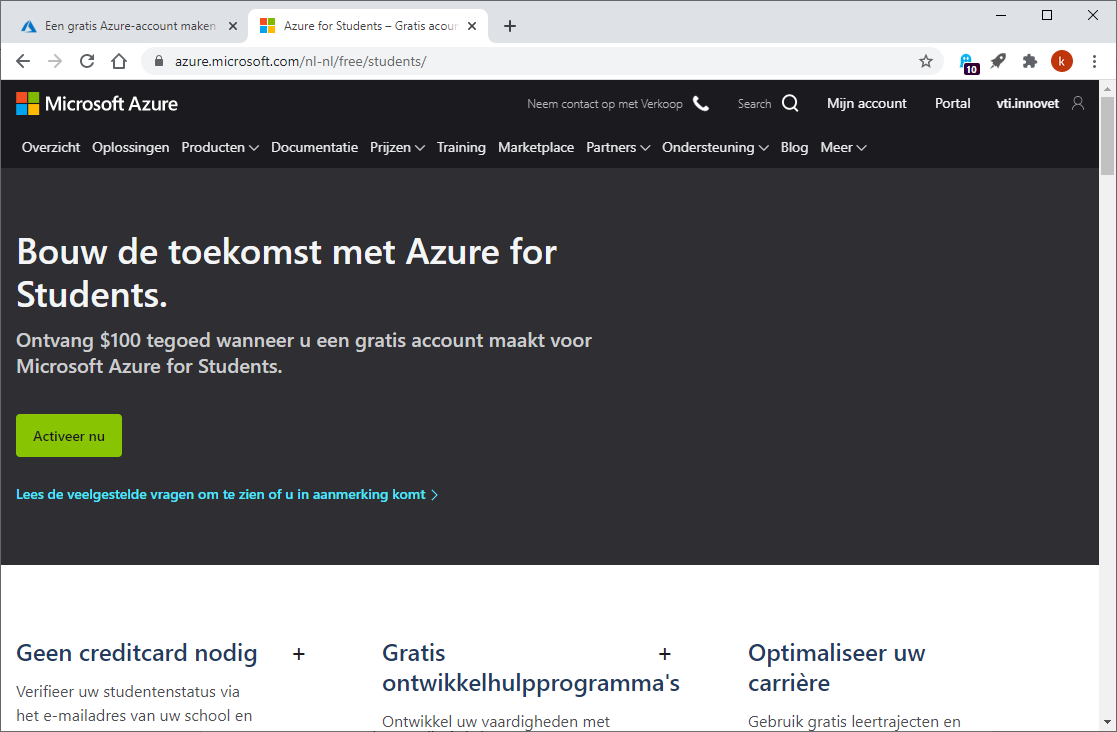 Een gratis Azure-account maken
Azure for Students – Gratis acour
azure.microsoft.com/nl-nl/free/students/
10
k
Microsoft Azure
Neem contact op met Verkoop
Search
Mijn account
Portal
vti.innovet
Overzicht Oplossingen Producten Documentatie Prijzen Training Marketplace Partners Ondersteuning Blog Meer
Bouw de toekomst met Azure for
Students.
Ontvang $100 tegoed wanneer u een gratis account maakt voor
Microsoft Azure for Students.
Activeer nu
Lees de veelgestelde vragen om te zien of u in aanmerking komt
Geen creditcard nodig +
Verifieer uw studentenstatus via
het e-mailadres van uw school en
Gratis +
ontwikkelhulpprogramma's
Ontwikkel uw vaardigheden met
Optimaliseer uw
carrière
Gebruik gratis leertrajecten en